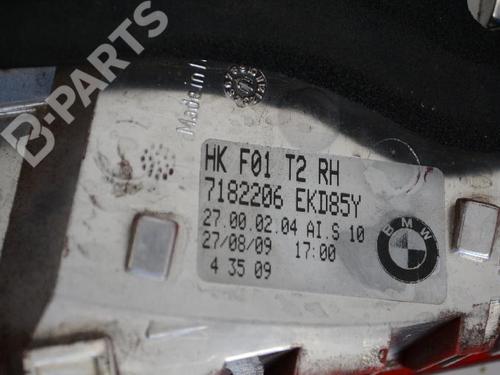 B-PARTS
Made in
HK F01 T2 RH
7182206 EKD85Y
27.00.02.04 AI.S 10
27/08/09 17:00
4 35 09
BMW